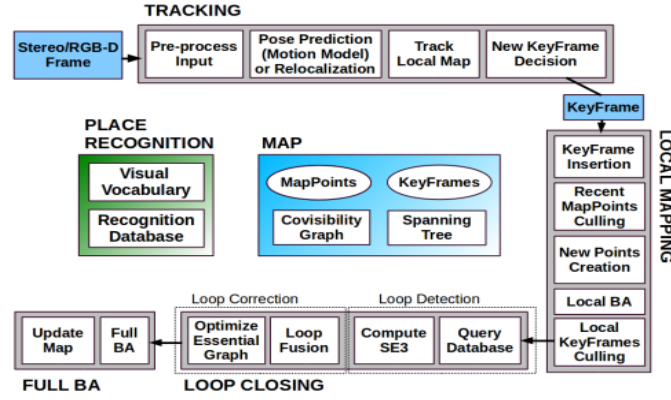 TRACKING
Stereo/RGB-D
Frame
Pre-process
Input
Pose Prediction
(Motion Model)
or Relocalization
Track
Local Map
New KeyFrame
Decision
KeyFrame
PLACE
RECOGNITION
Visual
Vocabulary
Recognition
Database
MAP
MapPoints
KeyFrames
Covisibility
Graph
Spanning
Tree
LOCAL MAPPING
KeyFrame
Insertion
Recent
MapPoints
Culling
New Points
Creation
Local BA
Local
KeyFrames
Culling
Loop Correction
Loop Detection
Optimize
Essential
Graph
Loop
Fusion
Compute
SE3
Query
Database
LOOP CLOSING
Update
Map
Full
BA
FULL BA